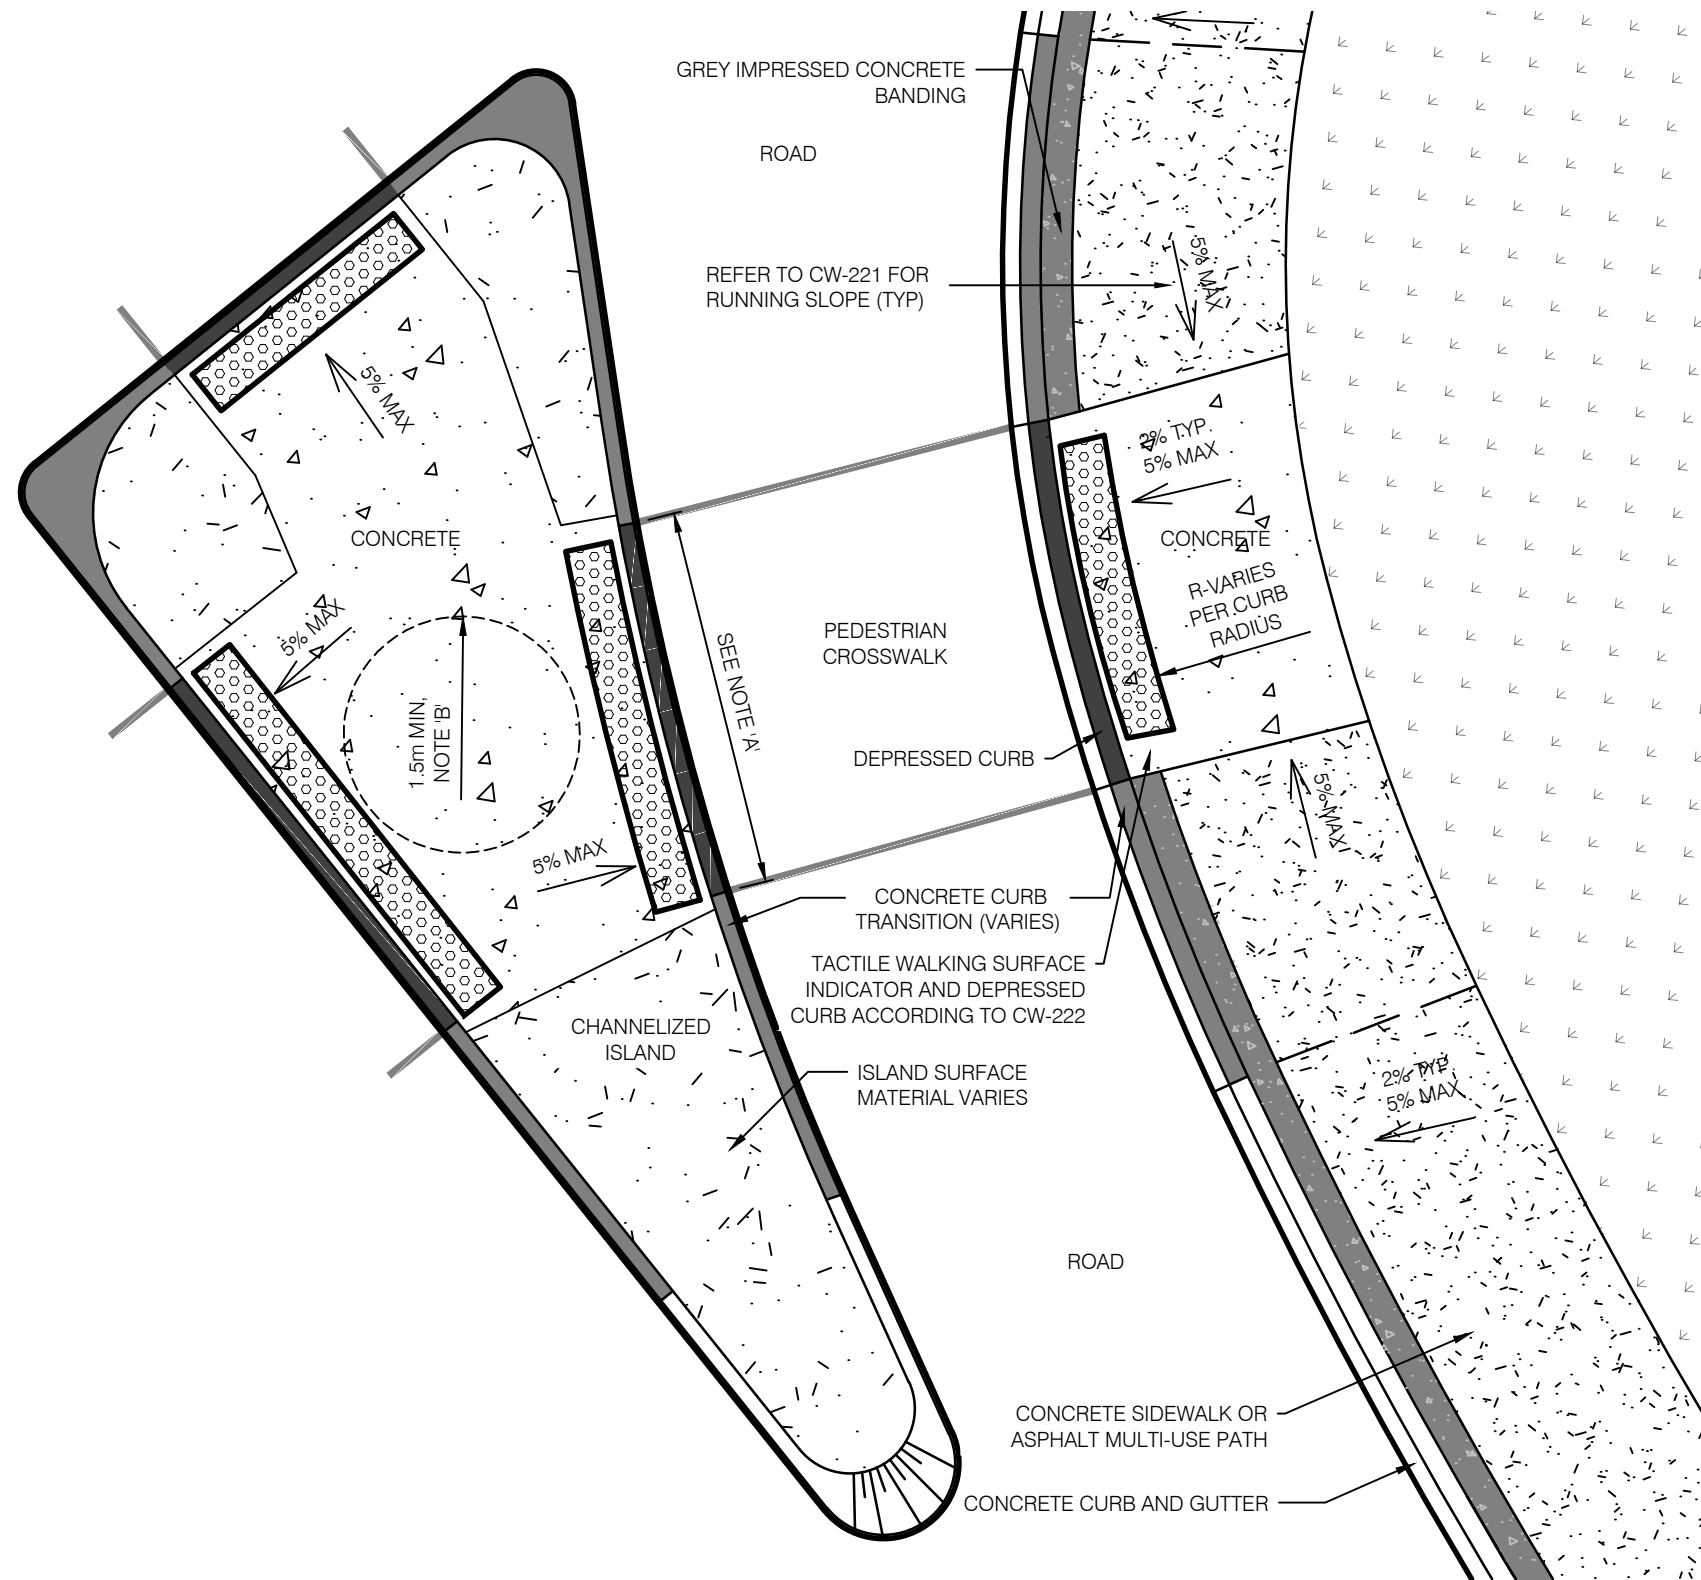 GREY IMPRESSED CONCRETE
BANDING
ROAD
REFER TO CW-221 FOR
RUNNING SLOPE (TYP)
5% MAX
5% MAX
2% TYP.
5% MAX
CONCRETE
CONCRETE
R-VARIES
PER CURB
RADIUS
5% MAX
PEDESTRIAN
CROSSWALK
SEE NOTE 'A'
1.5m MIN,
NOTE 'B'
DEPRESSED CURB
5% MAX
5% MAX
CONCRETE CURB
TRANSITION (VARIES)
TACTILE WALKING SURFACE
INDICATOR AND DEPRESSED
CURB ACCORDING TO CW-222
CHANNELIZED
ISLAND
ISLAND SURFACE
MATERIAL VARIES
2% TYP.
5% MAX
ROAD
CONCRETE SIDEWALK OR
ASPHALT MULTI-USE PATH
CONCRETE CURB AND GUTTER